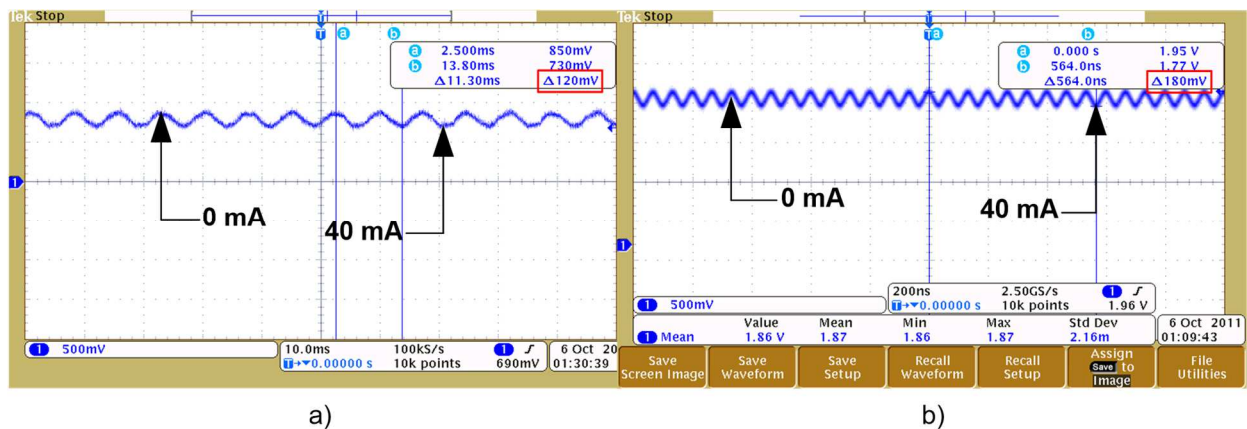 Tek Stop
T
T a b
a 2.500ms 850mV
b 13.80ms 730mV
Δ11.30ms Δ120mV
1
0 mA
40 mA
1 500mV
10.0ms 100kS/s 1 ʃ
T→▼0.00000 s 10k points 690mV
6 Oct 20
01:30:39
a)
Tek Stop
T
T a b
a 0.000 s 1.95 V
b 564.0ns 1.77 V
Δ564.0ns Δ180mV
0 mA
40 mA
1
1 500mV
200ns 2.50GS/s 1 ʃ
T→▼0.00000 s 10k points 1.96 V
Value Mean Min Max Std Dev
1 Mean 1.86 V 1.87 1.86 1.87 2.16m
6 Oct 2011
01:09:43
Save
Screen Image
Save
Waveform
Save
Setup
Recall
Waveform
Recall
Setup
Assign
Save to
Image
File
Utilities
b)